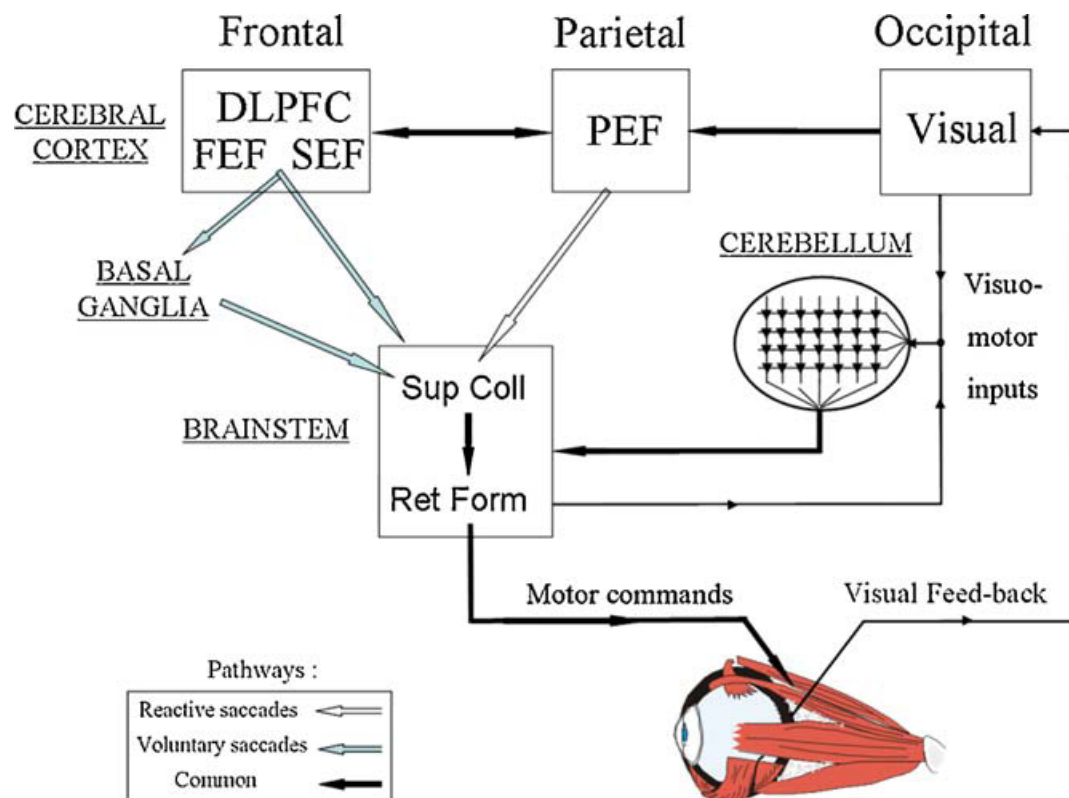 Frontal
Parietal
Occipital
CEREBRAL
CORTEX
DLPFC
FEF SEF
PEF
Visual
BASAL
GANGLIA
CEREBELLUM
Visuo-
motor
inputs
Sup Coll
BRAINSTEM
Ret Form
Motor commands
Visual Feed-back
Pathways :
Reactive saccades
Voluntary saccades
Common